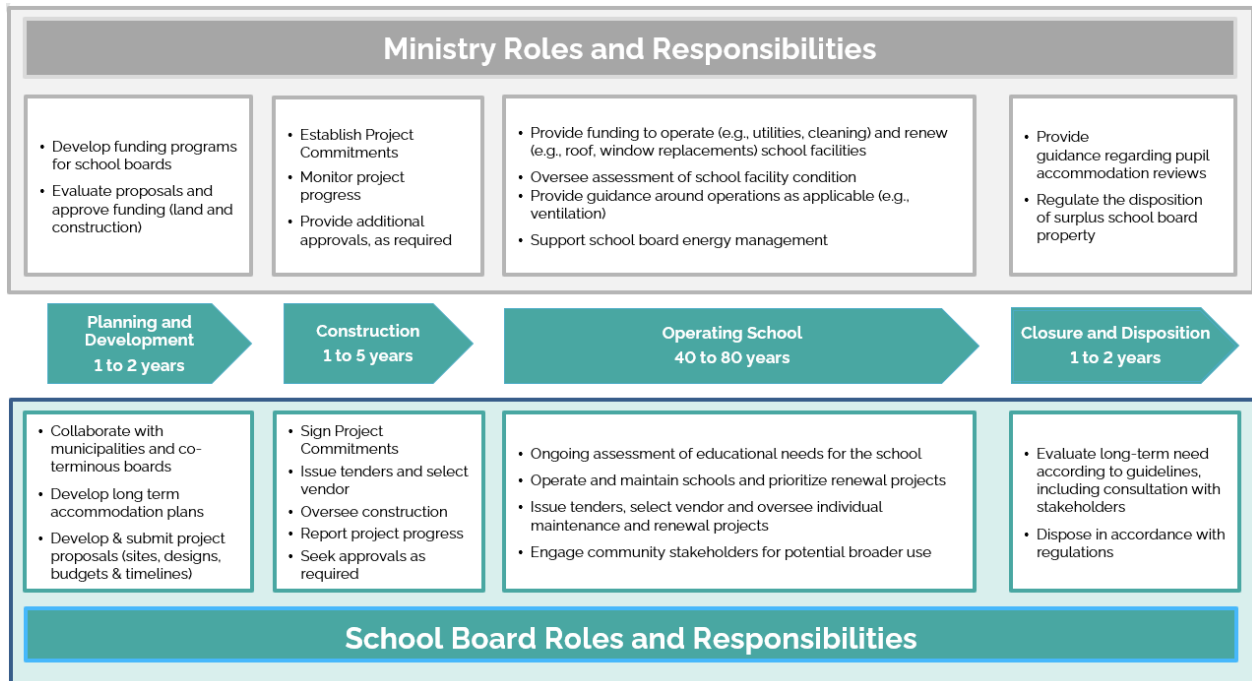 Ministry Roles and Responsibilities
• Develop funding programs
for school boards
• Evaluate proposals and
approve funding (land and
construction)
• Establish Project
Commitments
• Monitor project
progress
• Provide additional
approvals, as required
• Provide funding to operate (e.g., utilities, cleaning) and renew
(e.g., roof, window replacements) school facilities
• Oversee assessment of school facility condition
• Provide guidance around operations as applicable (e.g.,
ventilation)
• Support school board energy management
• Provide
guidance regarding pupil
accommodation reviews
• Regulate the disposition
of surplus school board
property
Planning and
Development
1 to 2 years
Construction
1 to 5 years
Operating School
40 to 80 years
Closure and Disposition
1 to 2 years
• Collaborate with
municipalities and co-
terminous boards
• Develop long term
accommodation plans
• Develop & submit project
proposals (sites, designs,
budgets & timelines)
• Sign Project
Commitments
• Issue tenders and select
vendor
• Oversee construction
• Report project progress
• Seek approvals as
required
• Ongoing assessment of educational needs for the school
• Operate and maintain schools and prioritize renewal projects
• Issue tenders, select vendor and oversee individual
maintenance and renewal projects
• Engage community stakeholders for potential broader use
• Evaluate long-term need
according to guidelines,
including consultation with
stakeholders
• Dispose in accordance with
regulations
School Board Roles and Responsibilities